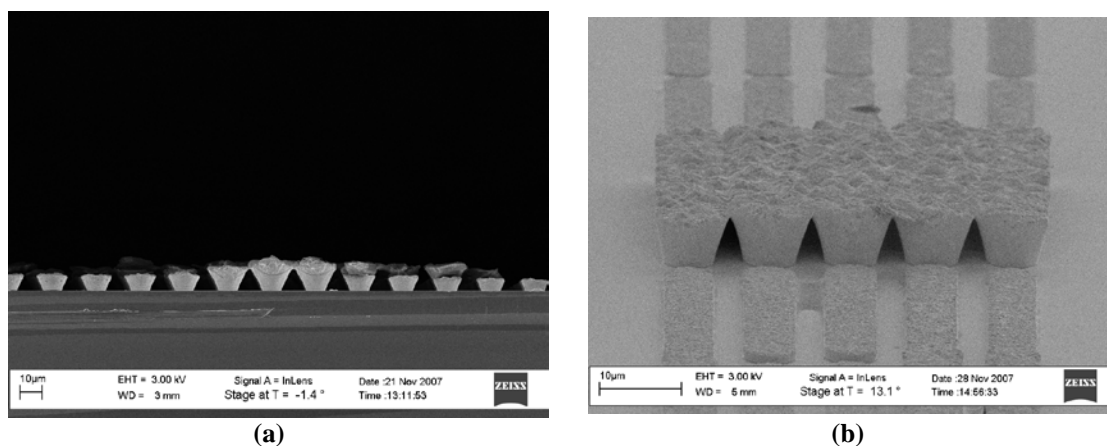 10µm
EHT = 3.00 kV
WD = 3 mm
Signal A = InLens
Stage at T = -1.4 °
Date :21 Nov 2007
Time :13:11:53
ZEISS
(a)
10µm
EHT = 3.00 kV
WD = 5 mm
Signal A = InLens
Stage at T = 13.1 °
Date :28 Nov 2007
Time :14:56:33
ZEISS
(b)